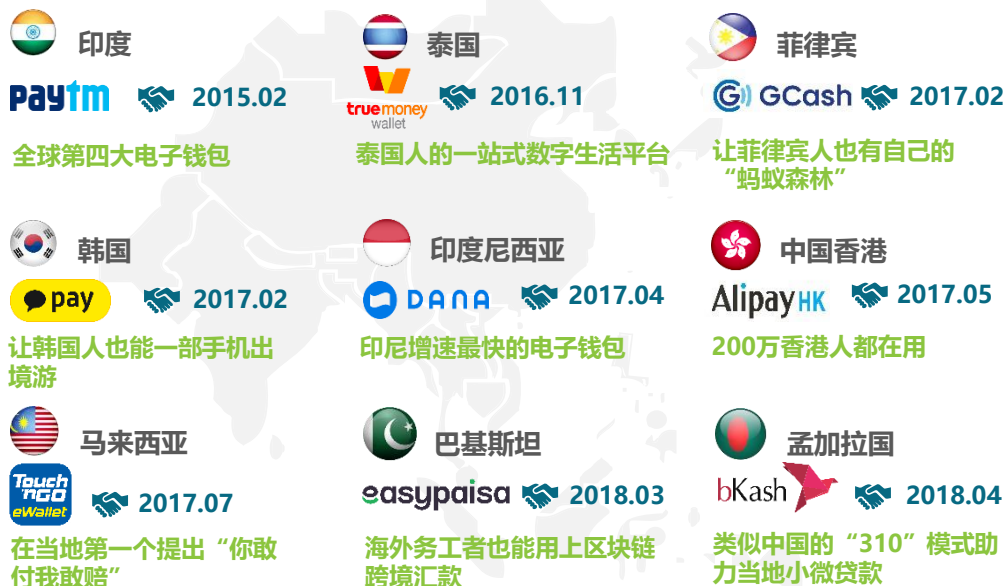 印度
paytm
2015.02
全球第四大电子钱包
泰国
truemoney
wallet
2016.11
泰国人的一站式数字生活平台
菲律宾
GCash
2017.02
让菲律宾人也有自己的
“蚂蚁森林”
韩国
pay
2017.02
让韩国人也能一部手机出
境游
印度尼西亚
DANA
2017.04
印尼增速最快的电子钱包
中国香港
AlipayHK
2017.05
200万香港人都在用
马来西亚
Touch
'nGO
eWallet
2017.07
在当地第一个提出“你敢
付我敢赔”
巴基斯坦
easypaisa
2018.03
海外务工者也能用上区块链
跨境汇款
孟加拉国
bKash
2018.04
类似中国的“310”模式助
力当地小微贷款